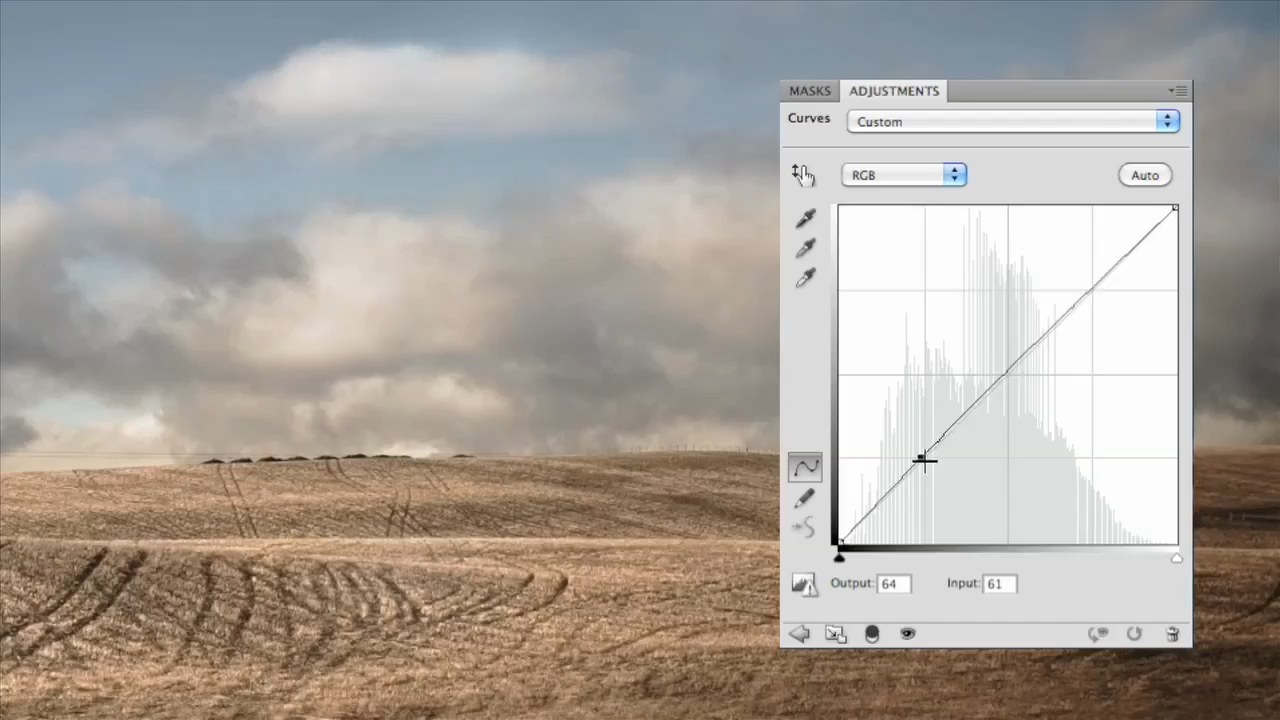 MASKS ADJUSTMENTS
Curves Custom
RGB Auto
Output: 64 Input: 61